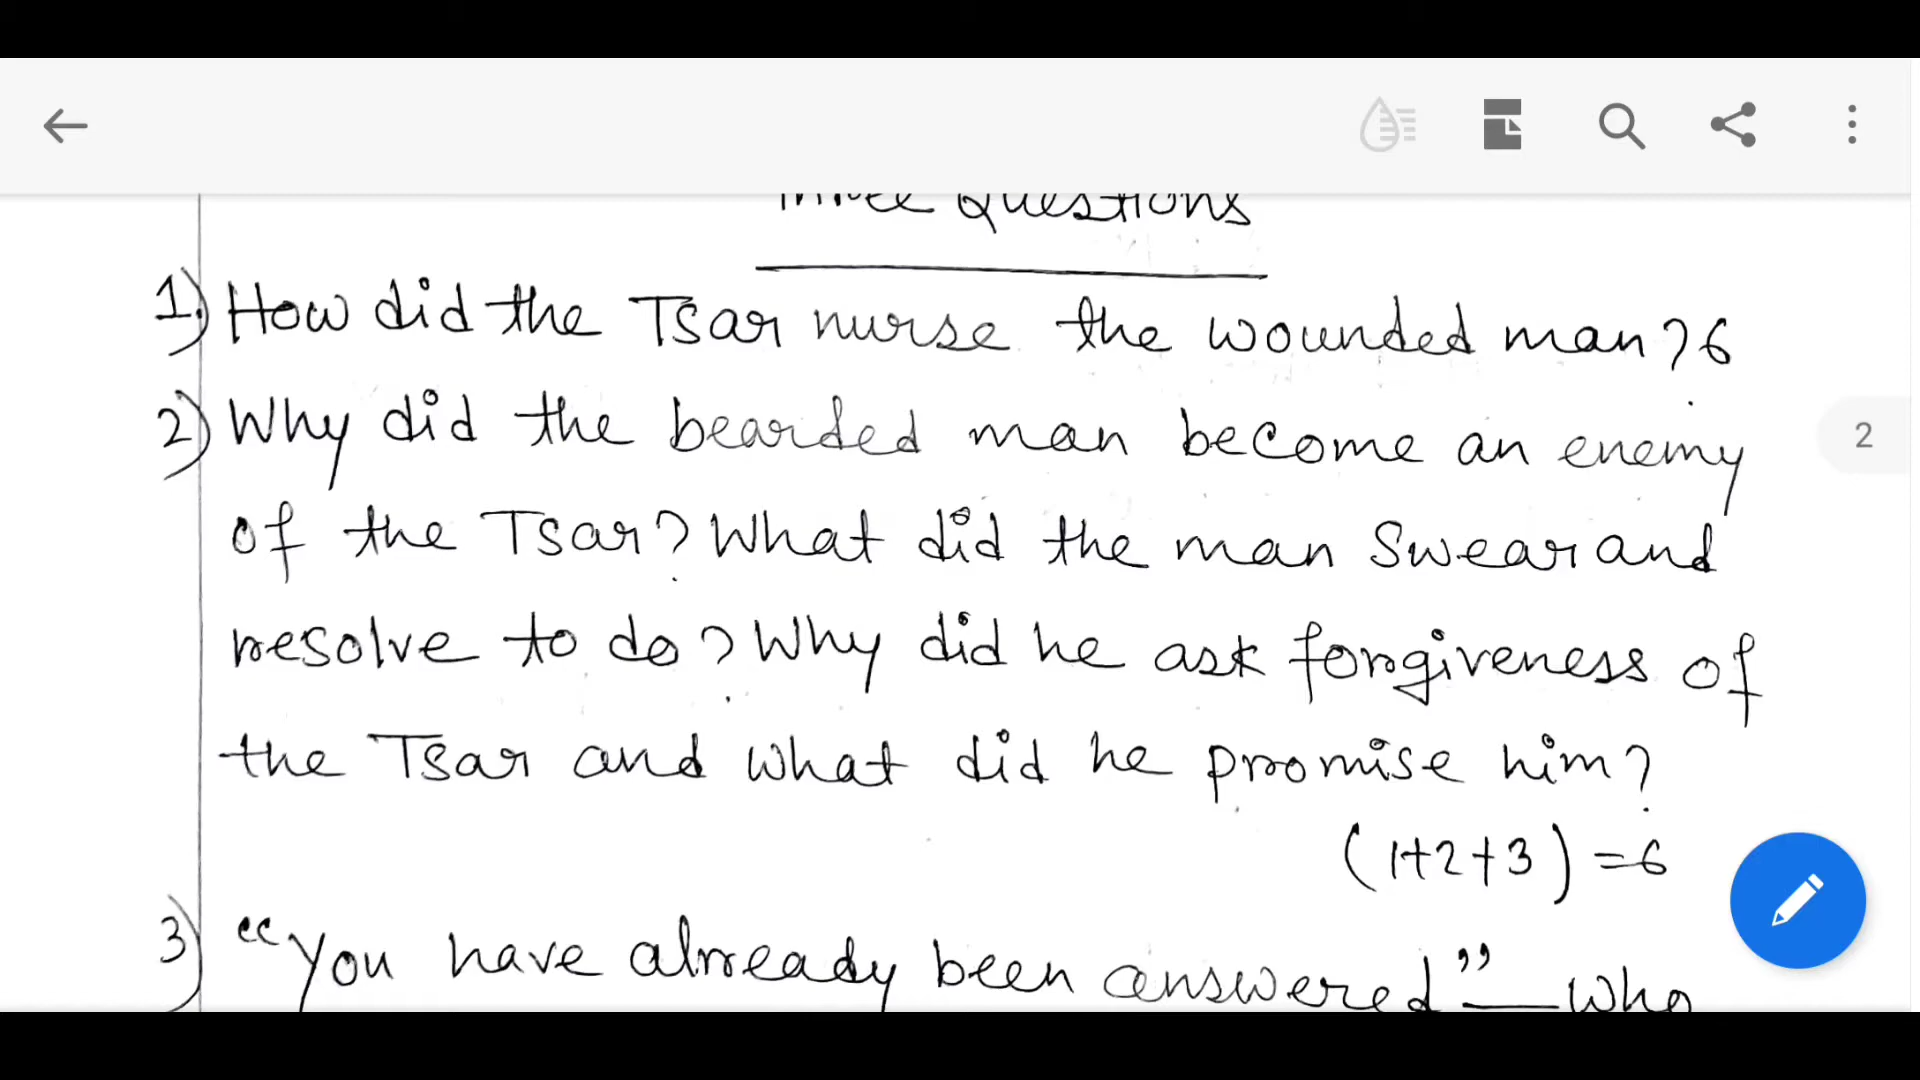 Three Questions
1) How did the Tsar nurse the wounded man? 6
2) Why did the bearded man become an enemy
of the Tsar? What did the man swear and
resolve to do? Why did he ask forgiveness of
the Tsar and what did he promise him?
(1+2+3) = 6
2
3) "You have already been answered" — who